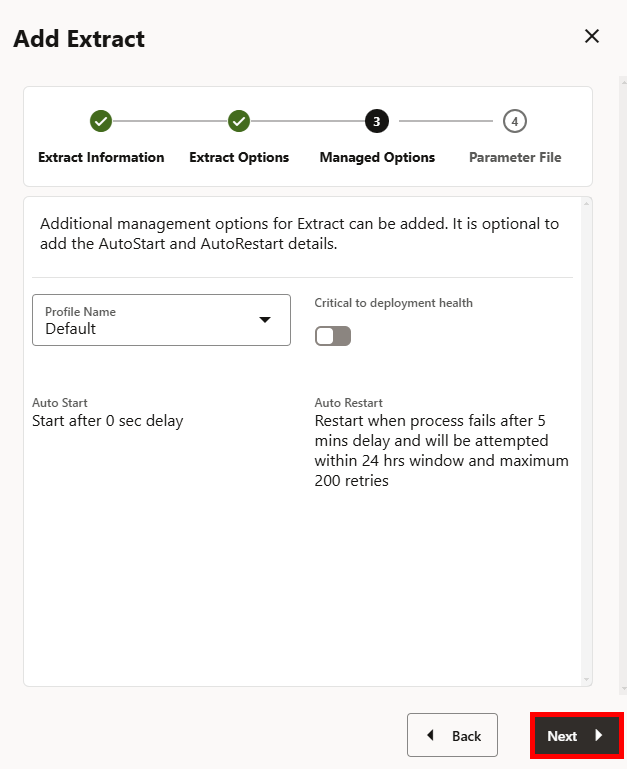 Add Extract
3
4
Extract Information
Extract Options
Managed Options
Parameter File
Additional management options for Extract can be added. It is optional to
add the AutoStart and AutoRestart details.
Profile Name
Default
Critical to deployment health
Auto Start
Start after 0 sec delay
Auto Restart
Restart when process fails after 5
mins delay and will be attempted
within 24 hrs window and maximum
200 retries
Back
Next